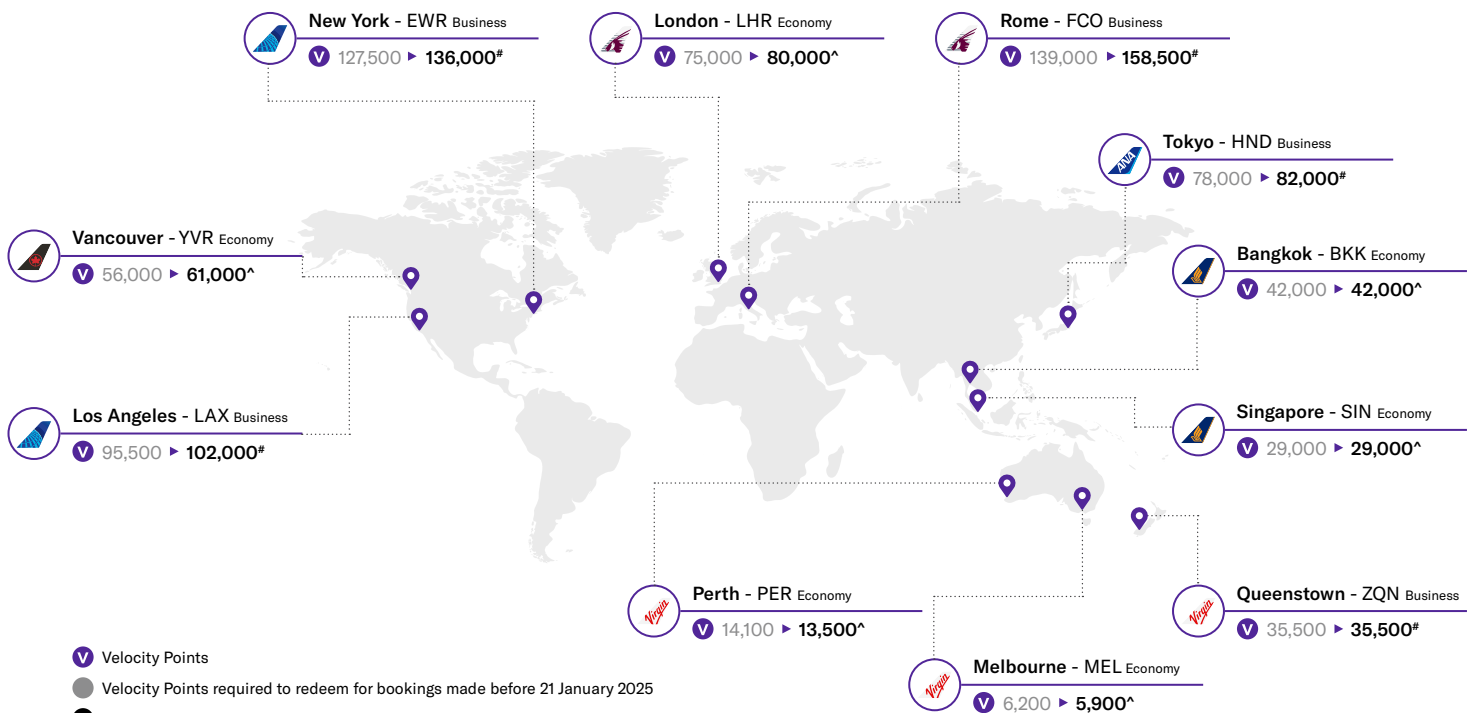 New York - EWR Business
V 127,500 ► 136,000#
London - LHR Economy
V 75,000 ► 80,000^
Rome - FCO Business
V 139,000 ► 158,500#
ANA
Tokyo - HND Business
V 78,000 ► 82,000#
Vancouver - YVR Economy
V 56,000 ► 61,000^
Bangkok - BKK Economy
V 42,000 ► 42,000^
Los Angeles - LAX Business
V 95,500 ► 102,000#
Singapore - SIN Economy
V 29,000 ► 29,000^
Virgin
Perth - PER Economy
V 14,100 ► 13,500^
Virgin
Queenstown - ZQN Business
V 35,500 ► 35,500#
Virgin
Melbourne - MEL Economy
V 6,200 ► 5,900^
V Velocity Points
Velocity Points required to redeem for bookings made before 21 January 2025